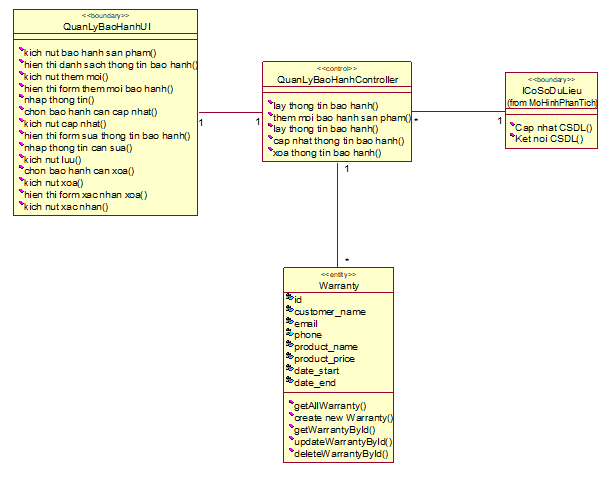 <<boundary>>
QuanLyBaoHanhUI
kich nut bao hanh san pham()
hien thi danh sach thong tin bao hanh()
kich nut them moi()
hien thi form them moi bao hanh()
nhap thong tin()
chon bao hanh can cap nhat()
kich nut cap nhat()
hien thi form sua thong tin bao hanh()
nhap thong tin can sua()
kich nut luu()
chon bao hanh can xoa()
kich nut xoa()
hien thi form xac nhan xoa()
kich nut xac nhan()
1
1
<<control>>
QuanLyBaoHanhController
lay thong tin bao hanh()
them moi bao hanh san pham()
lay thong tin bao hanh()
cap nhat thong tin bao hanh()
xoa thong tin bao hanh()
*
1
<<boundary>>
ICoSoDuLieu
(from MoHinhPhanTich)
Cap nhat CSDL()
Ket noi CSDL()
1
*
<<entity>>
Warranty
id
customer_name
email
phone
product_name
product_price
date_start
date_end
getAllWarranty()
create new Warranty()
getWarrantyById()
updateWarrantyById()
deleteWarrantyById()